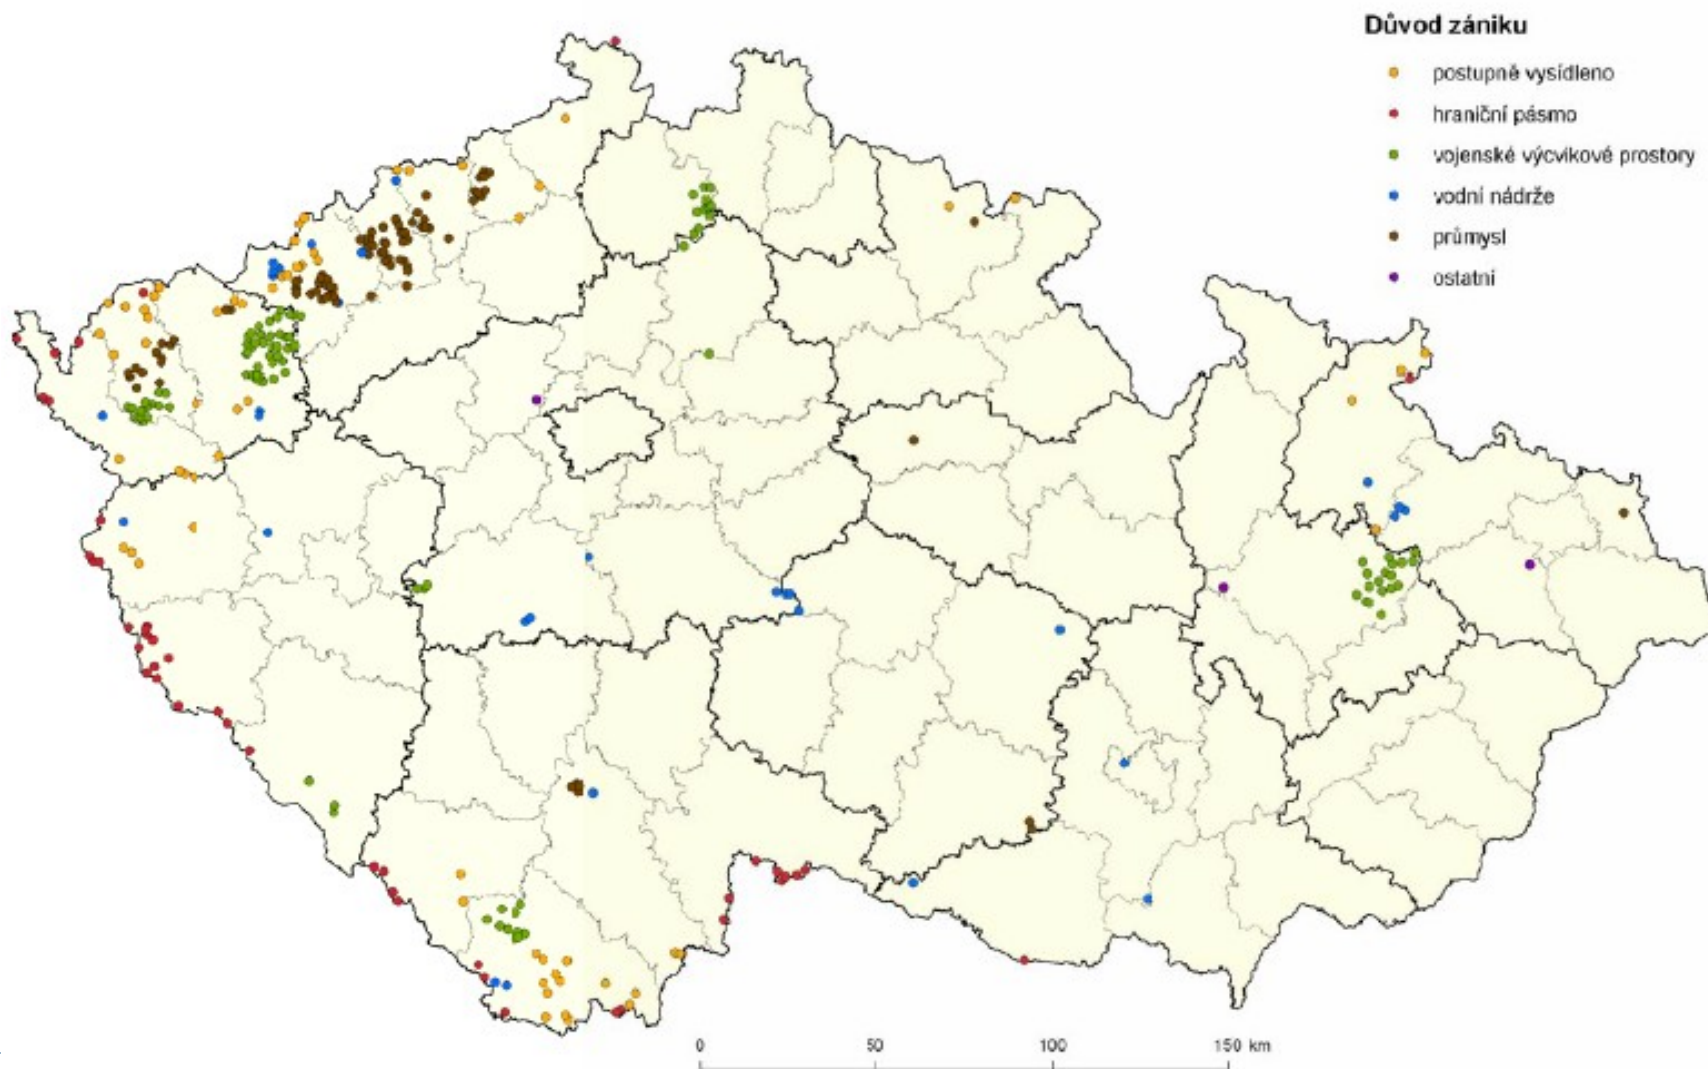 Důvod zániku
postupně vysídleno
hraniční pásmo
vojenské výcvikové prostory
vodní nádrže
průmysl
ostatní
0 50 100 150 km